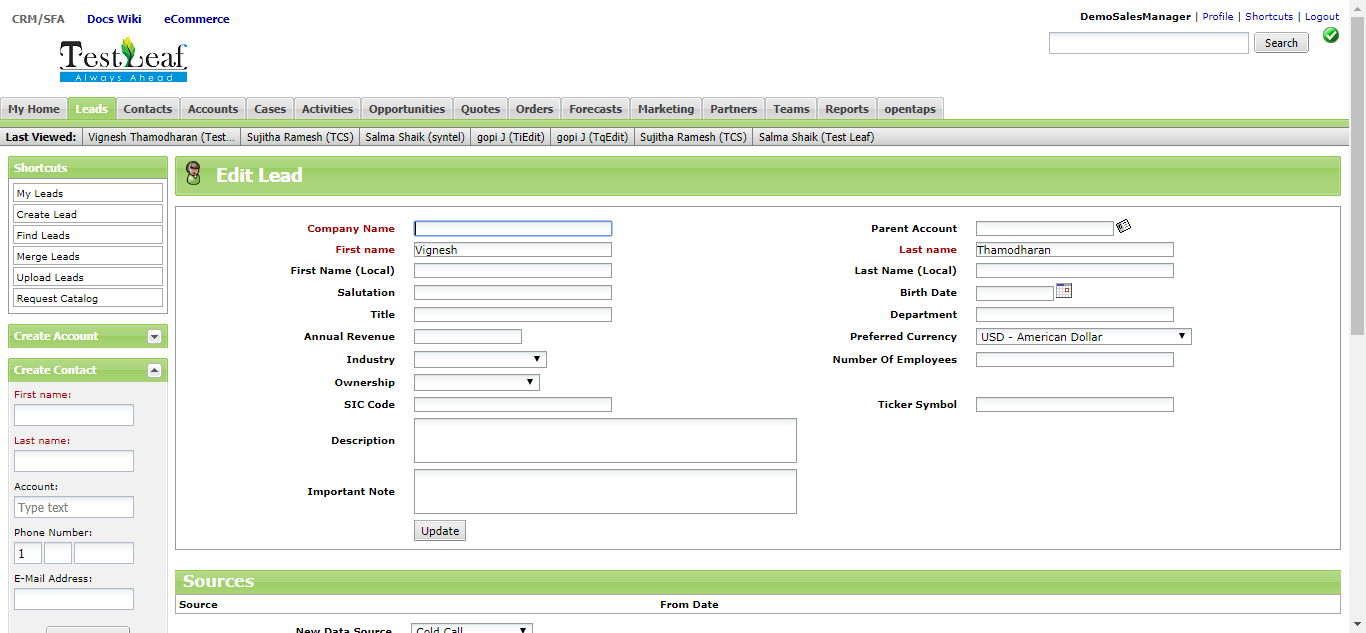 CRM/SFA Docs Wiki eCommerce
DemoSalesManager | Profile | Shortcuts | Logout
TestLeaf
Always Ahead
Search
My Home Leads Contacts Accounts Cases Activities Opportunities Quotes Orders Forecasts Marketing Partners Teams Reports opentaps
Last Viewed: Vignesh Thamodharan (Test... Sujitha Ramesh (TCS) Salma Shaik (syntel) gopi J (TiEdit) gopi J (TqEdit) Sujitha Ramesh (TCS) Salma Shaik (Test Leaf)
Shortcuts
My Leads
Create Lead
Find Leads
Merge Leads
Upload Leads
Request Catalog
Create Account
Create Contact
First name:
Last name:
Account:
Type text
Phone Number:
1
E-Mail Address:
Edit Lead
Company Name Parent Account
First name Vignesh Last name Thamodharan
First Name (Local) Last Name (Local)
Salutation Birth Date
Title Department
Annual Revenue Preferred Currency USD - American Dollar
Industry Number Of Employees
Ownership
SIC Code Ticker Symbol
Description
Important Note
Update
Sources
Source From Date
New Data Source Cold Call